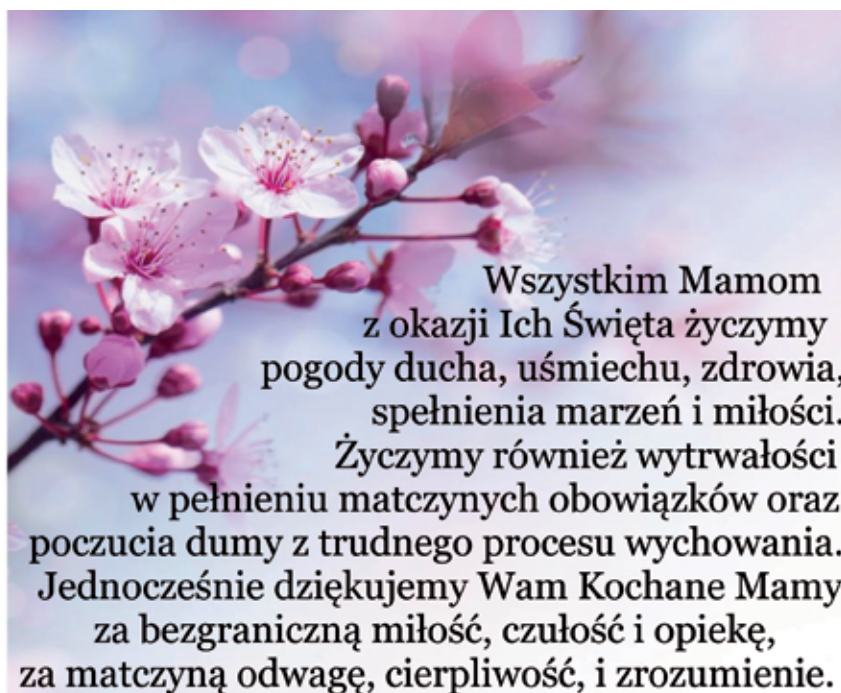 Wszystkim Mamom
z okazji Ich Święta życzymy
pogody ducha, uśmiechu, zdrowia,
spełnienia marzeń i miłości.
Życzymy również wytrwałości
w pełnieniu matczynych obowiązków oraz
poczucia dumy z trudnego procesu wychowania.
Jednocześnie dziękujemy Wam Kochane Mamy
za bezgraniczną miłość, czułość i opiekę,
za matczyną odwagę, cierpliwość, i zrozumienie.